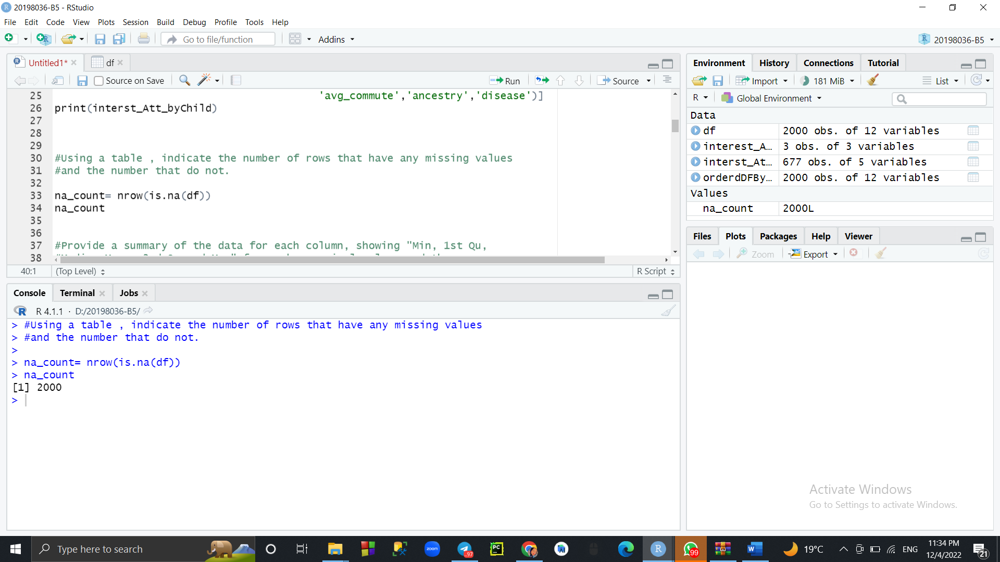 20198036-B5 - RStudio
File Edit Code View Plots Session Build Debug Profile Tools Help
Go to file/function Addins 20198036-B5
Untitled1* df
Source on Save Run Source
25 'avg_commute','ancestry','disease')]
26 print(interst_Att_byChild)
27
28
29
30 #Using a table , indicate the number of rows that have any missing values
31 #and the number that do not.
32
33 na_count= nrow(is.na(df))
34 na_count
35
36
37 #Provide a summary of the data for each column, showing "Min, 1st Qu,
38
40:1 (Top Level) R Script
Console Terminal Jobs
R 4.1.1 · D:/20198036-B5/
> #Using a table , indicate the number of rows that have any missing values
> #and the number that do not.
>
> na_count= nrow(is.na(df))
> na_count
[1] 2000
>
Environment History Connections Tutorial
Import 181 MiB List
R Global Environment
Data
df 2000 obs. of 12 variables
interest_A… 3 obs. of 3 variables
interst_At… 677 obs. of 5 variables
orderdDFBy… 2000 obs. of 12 variables
Values
na_count 2000L
Files Plots Packages Help Viewer
Zoom Export
Activate Windows
Go to Settings to activate Windows.
Type here to search
zoom
..97
PC
R
99
W
19°C
ENG
11:34 PM
12/4/2022
21